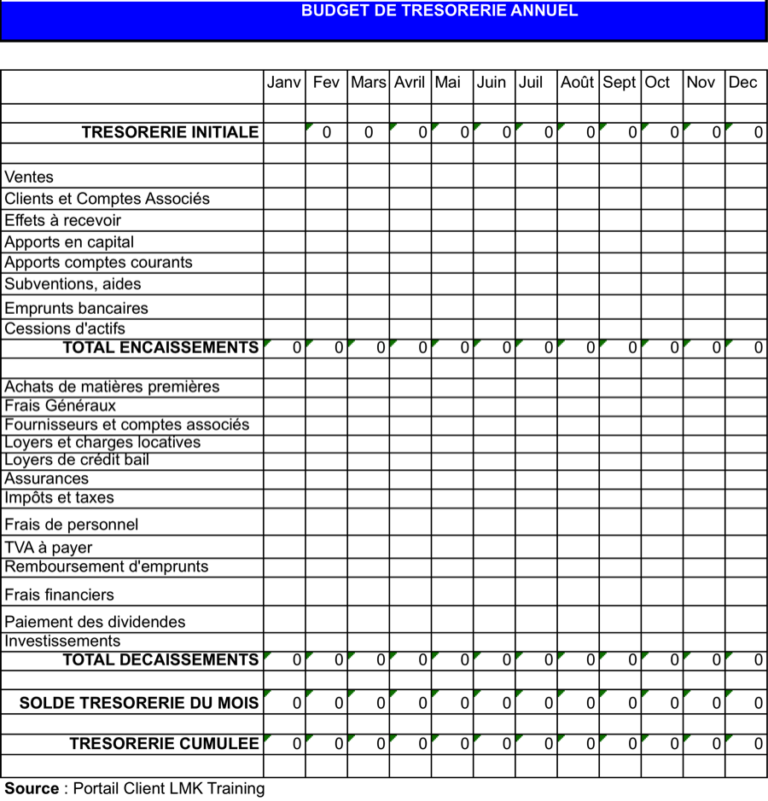 BUDGET DE TRESORERIE ANNUEL
Janv Fev Mars Avril Mai Juin Juil Août Sept Oct Nov Dec
TRESORERIE INITIALE 0 0 0 0 0 0 0 0 0 0 0
Ventes
Clients et Comptes Associés
Effets à recevoir
Apports en capital
Apports comptes courants
Subventions, aides
Emprunts bancaires
Cessions d'actifs
TOTAL ENCAISSEMENTS 0 0 0 0 0 0 0 0 0 0 0 0
Achats de matières premières
Frais Généraux
Fournisseurs et comptes associés
Loyers et charges locatives
Loyers de crédit bail
Assurances
Impôts et taxes
Frais de personnel
TVA à payer
Remboursement d'emprunts
Frais financiers
Paiement des dividendes
Investissements
TOTAL DECAISSEMENTS 0 0 0 0 0 0 0 0 0 0 0 0
SOLDE TRESORERIE DU MOIS 0 0 0 0 0 0 0 0 0 0 0 0
TRESORERIE CUMULEE 0 0 0 0 0 0 0 0 0 0 0 0
Source : Portail Client LMK Training